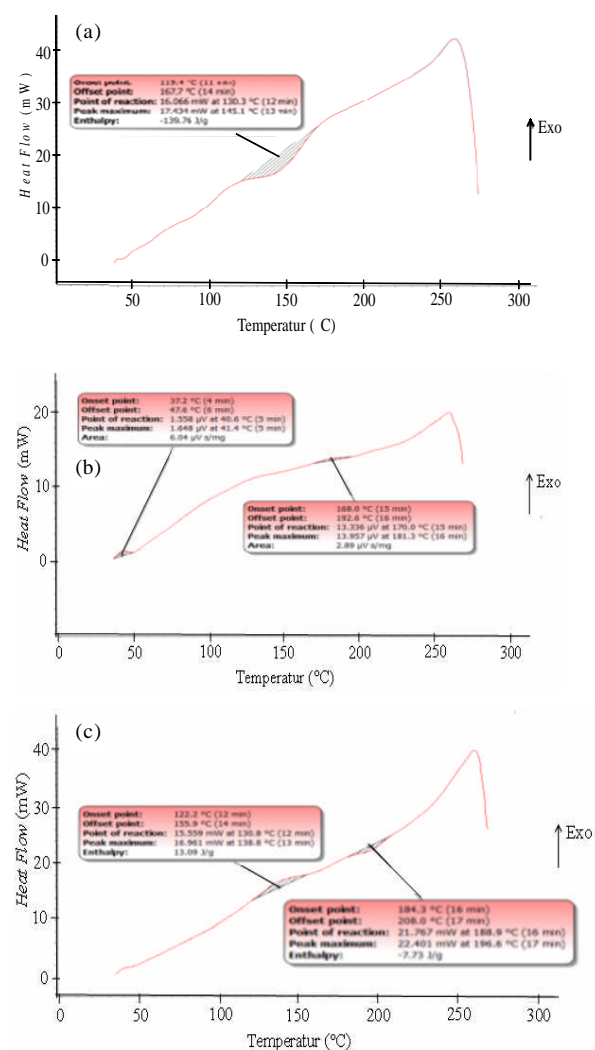 (a)
40
30
20
10
0
Heat Flow (mW)
Onset point: 119.4 °C (11 min)
Offset point: 167.7 °C (14 min)
Point of reaction: 16.066 mW at 130.3 °C (12 min)
Peak maximum: 17.434 mW at 145.1 °C (13 min)
Enthalpy: -139.76 J/g
Exo
50 100 150 200 250 300
Temperatur ( C)
(b)
20
10
0
Heat Flow (mW)
Onset point: 37.2 °C (4 min)
Offset point: 47.6 °C (6 min)
Point of reaction: 1.558 µV at 40.6 °C (5 min)
Peak maximum: 1.648 µV at 41.4 °C (5 min)
Area: 6.04 µV s/mg
Exo
Onset point: 168.0 °C (15 min)
Offset point: 192.6 °C (16 min)
Point of reaction: 13.336 µV at 170.0 °C (15 min)
Peak maximum: 13.957 µV at 181.3 °C (16 min)
Area: 2.89 µV s/mg
0 50 100 150 200 250 300
Temperatur (°C)
(c)
40
30
20
10
0
Heat Flow (mW)
Onset point: 122.2 °C (12 min)
Offset point: 155.9 °C (14 min)
Point of reaction: 15.559 mW at 130.8 °C (12 min)
Peak maximum: 16.961 mW at 138.8 °C (13 min)
Enthalpy: 13.09 J/g
Exo
Onset point: 184.3 °C (16 min)
Offset point: 208.0 °C (17 min)
Point of reaction: 21.767 mW at 188.9 °C (16 min)
Peak maximum: 22.401 mW at 196.6 °C (17 min)
Enthalpy: -7.73 J/g
0 50 100 150 200 250 300
Temperatur (°C)